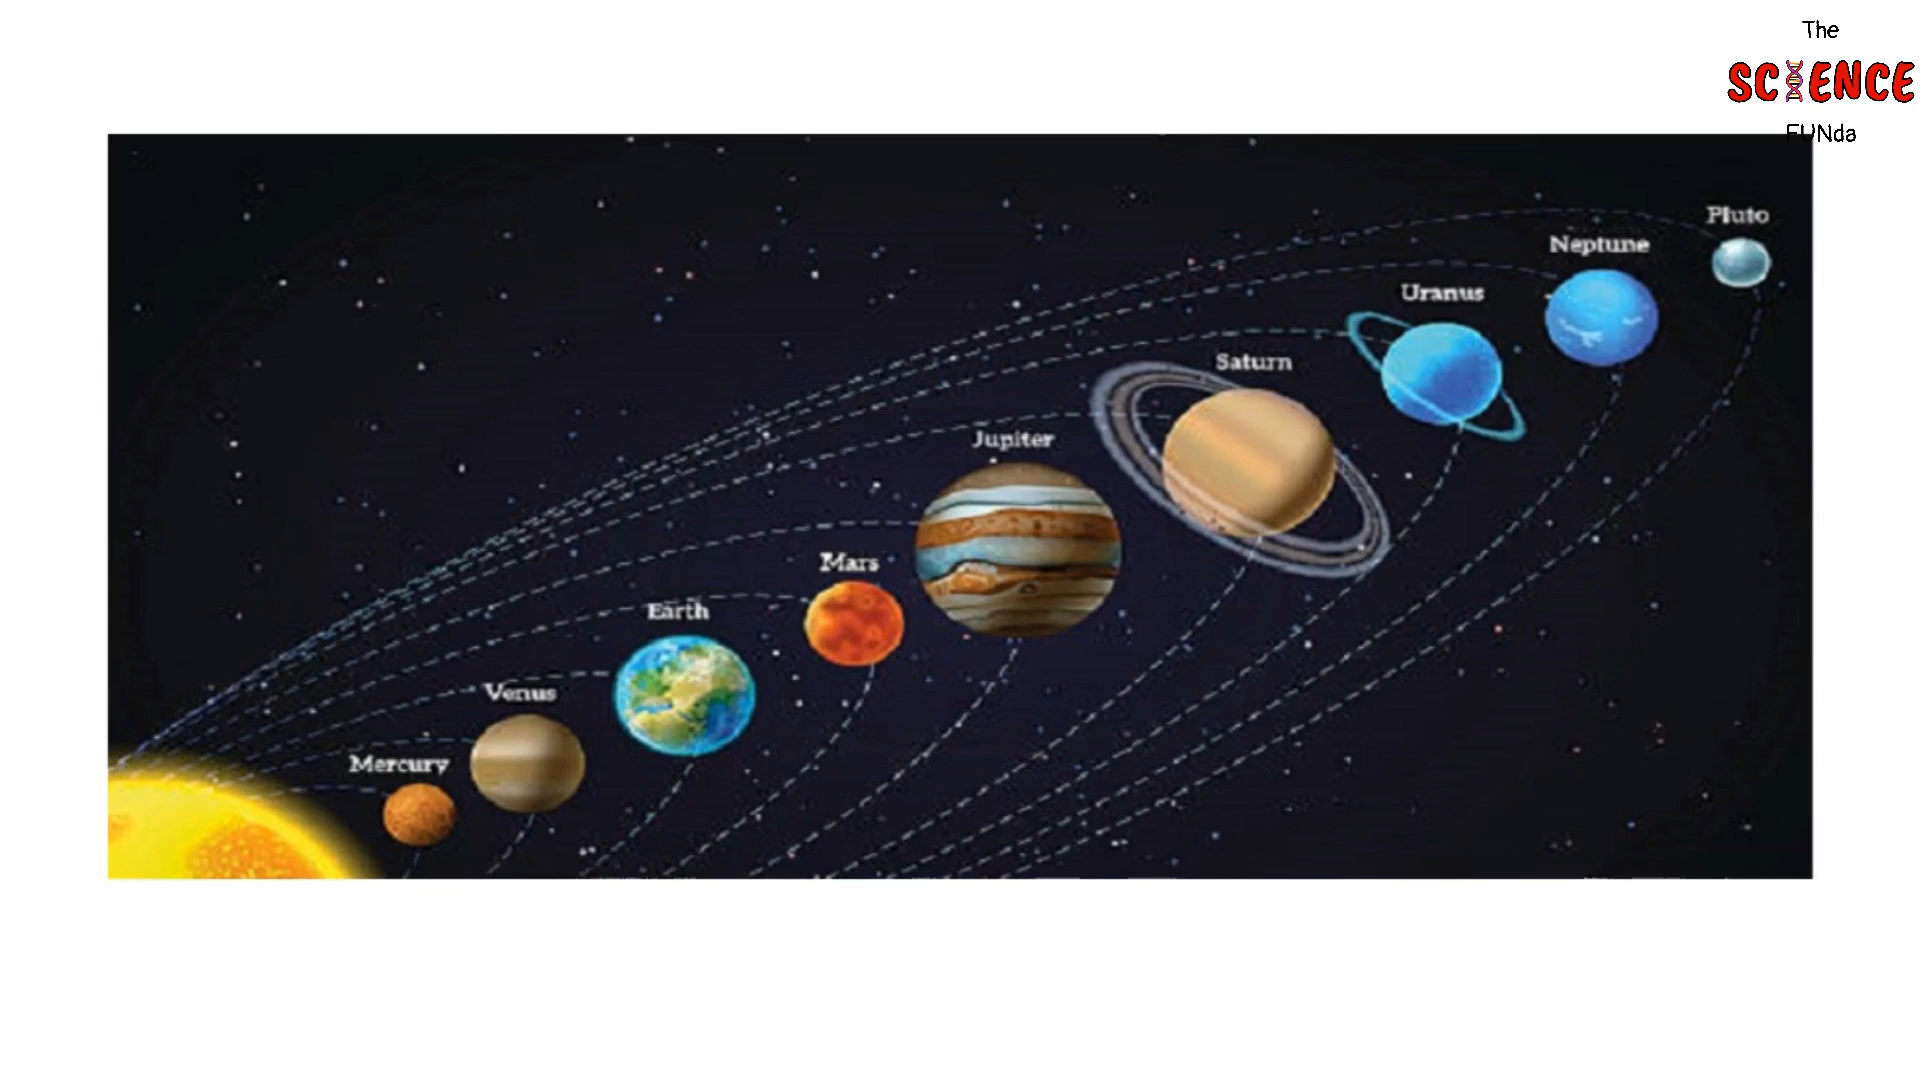 The
SCIENCE
FUNda
Pluto
Neptune
Uranus
Saturn
Jupiter
Mars
Earth
Venus
Mercury